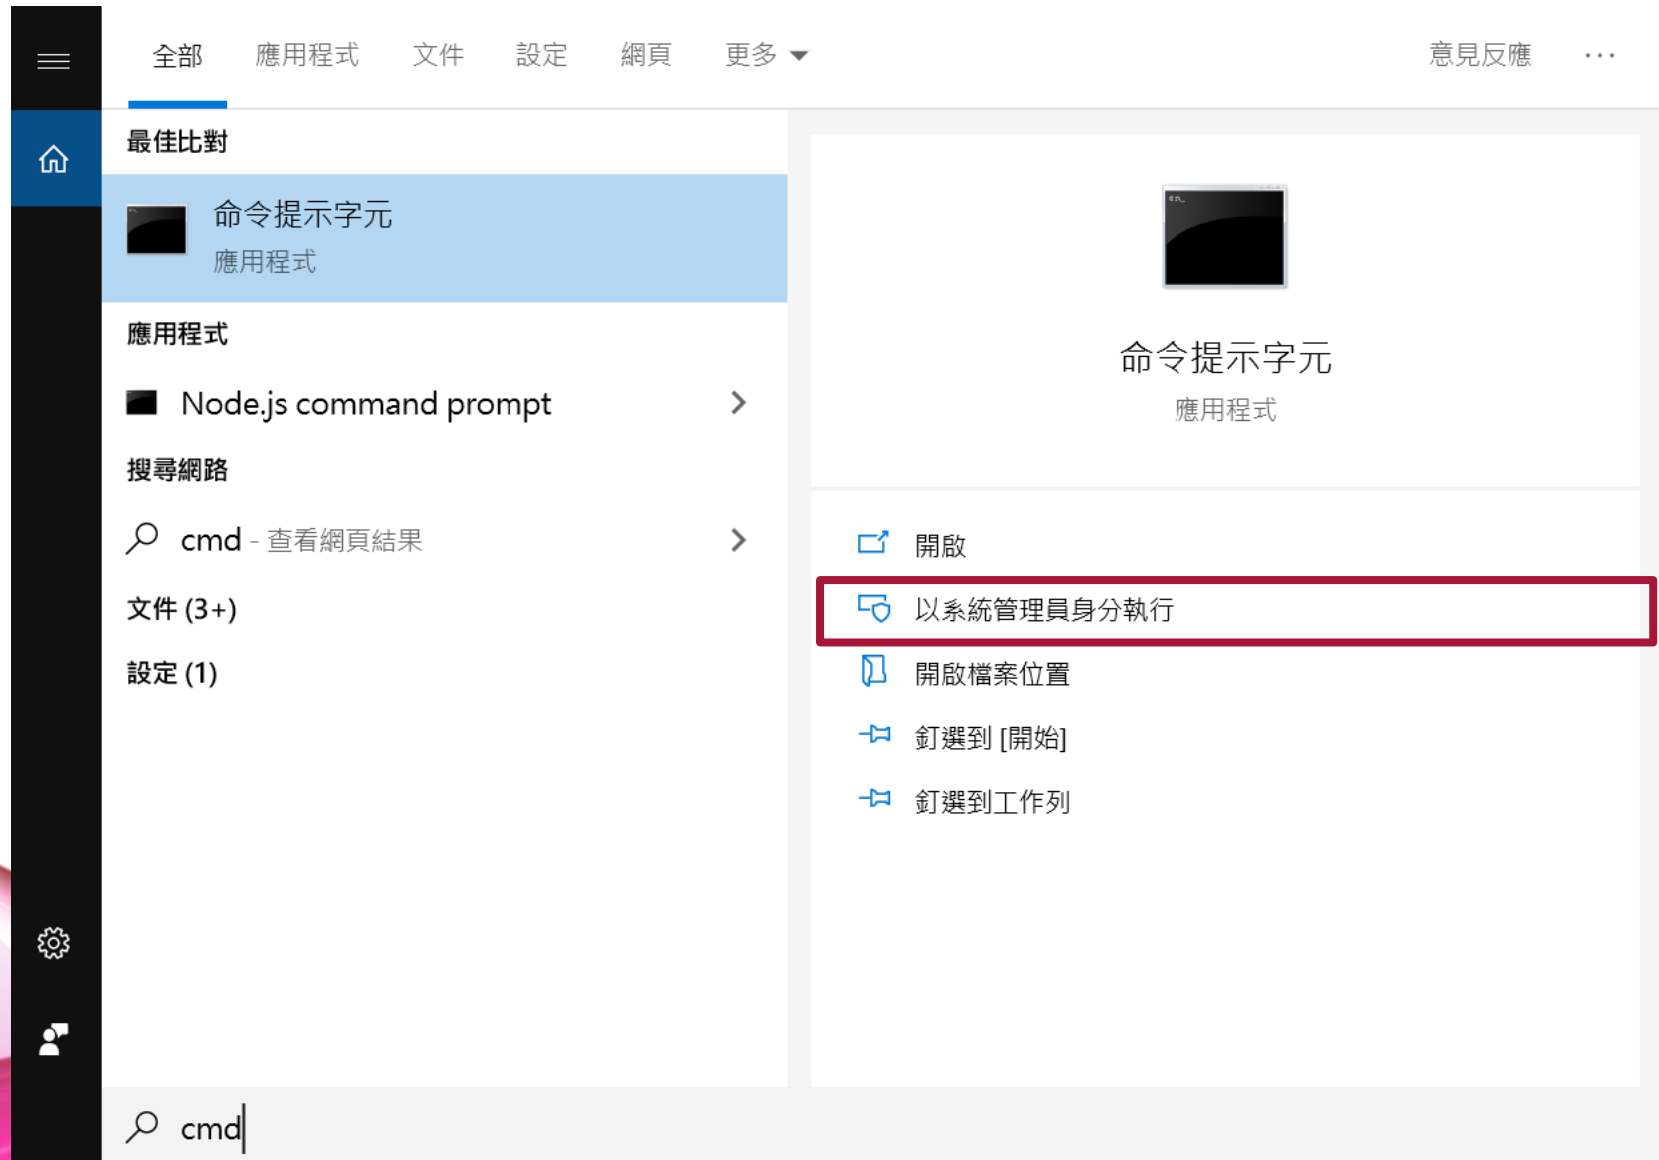 全部 應用程式 文件 設定 網頁 更多 意見反應 ...
最佳比對
命令提示字元
應用程式
應用程式
Node.js command prompt
搜尋網路
cmd - 查看網頁結果
文件 (3+)
設定 (1)
命令提示字元
應用程式
開啟
以系統管理員身分執行
開啟檔案位置
釘選到 [開始]
釘選到工作列
cmd